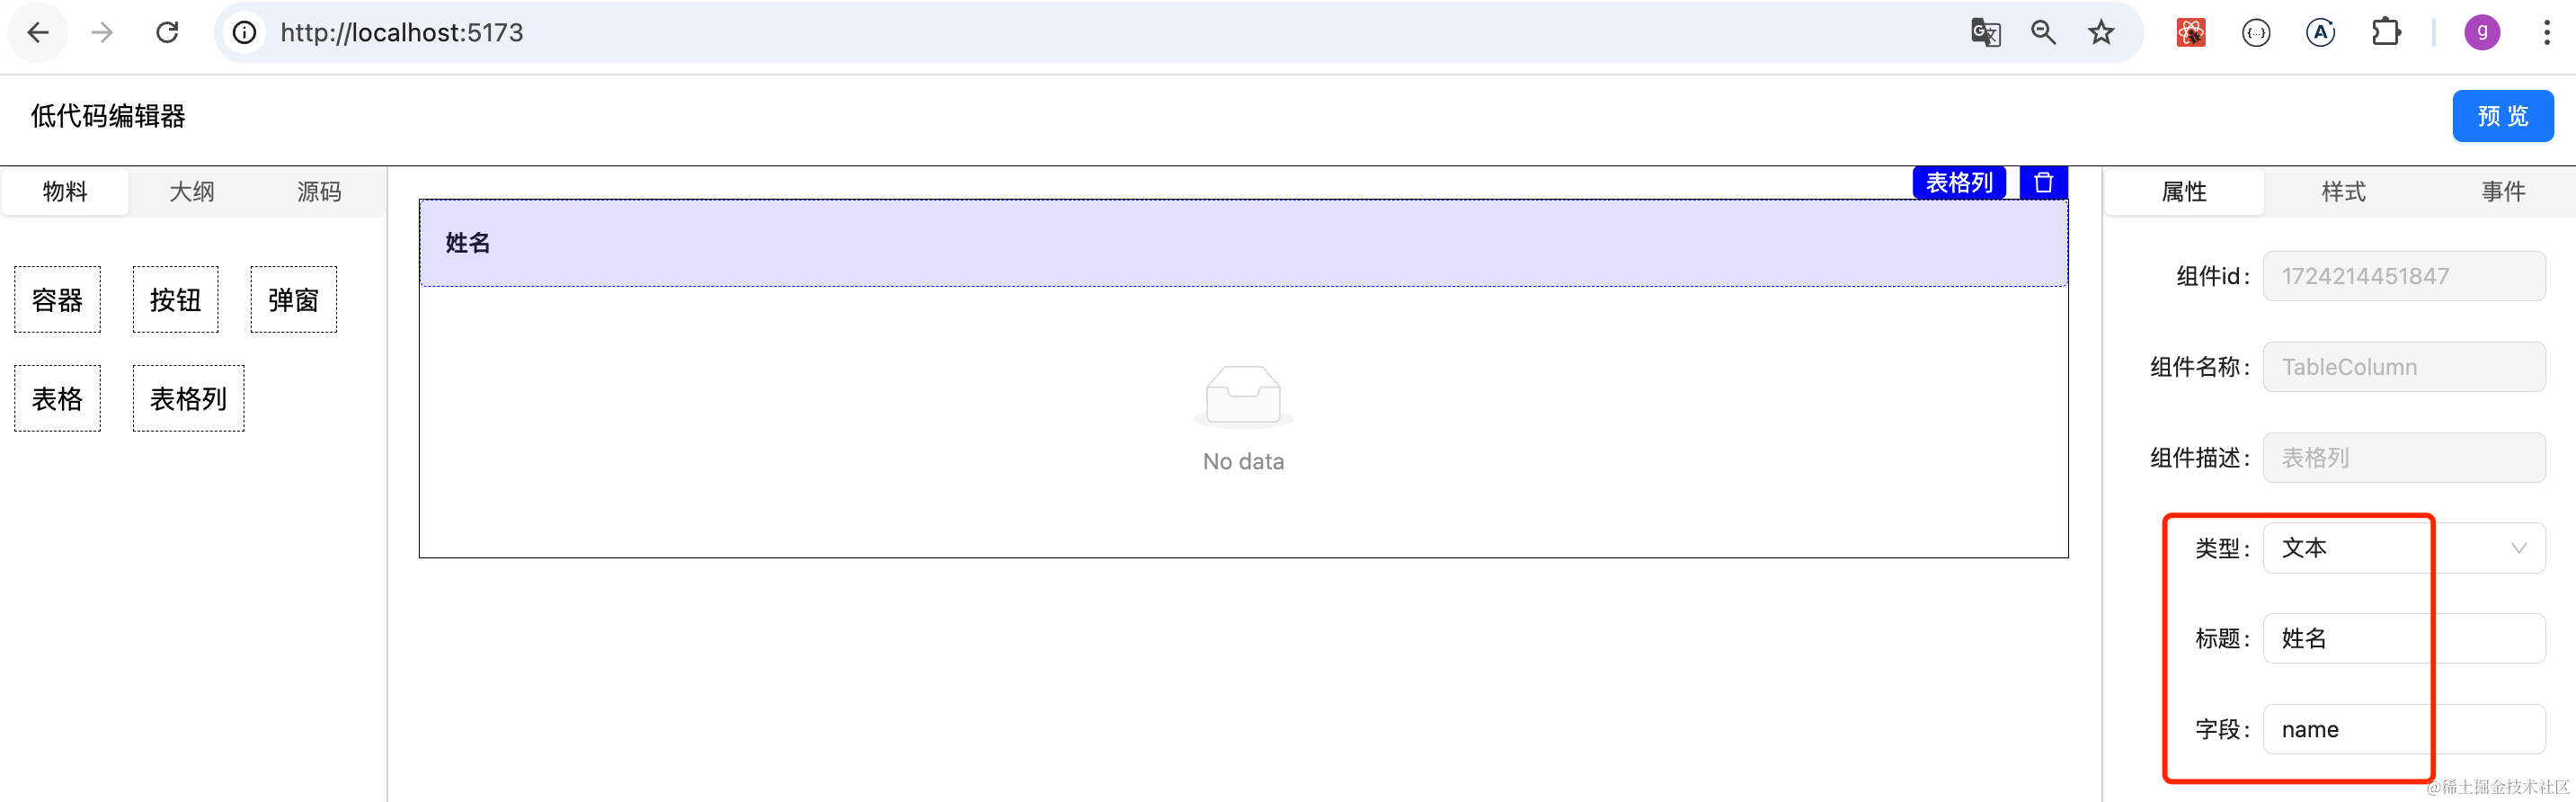 http://localhost:5173
g
低代码编辑器
预 览
物料
大纲
源码
表格列
属性
样式
事件
姓名
容器
按钮
弹窗
表格
表格列
No data
组件id : 1724214451847
组件名称 : TableColumn
组件描述 : 表格列
类型 : 文本
标题 : 姓名
字段 : name
@稀土掘金技术社区